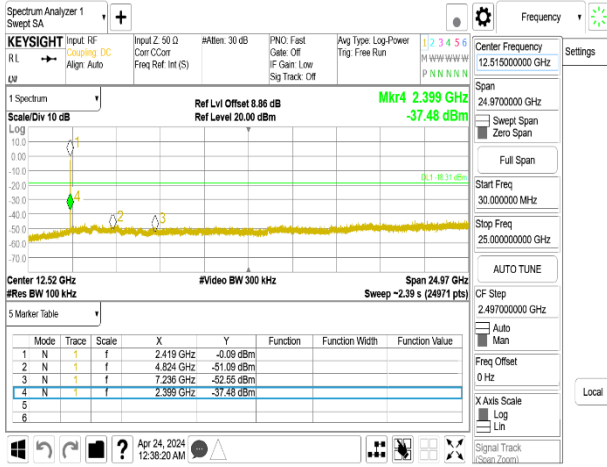 Spectrum Analyzer 1
Swept SA
+
Frequency
KEYSIGHT
RL
Input: RF
Coupling: DC
Align: Auto
Input Z: 50 Ω
Corr CCorr
Freq Ref: Int (S)
#Atten: 30 dB
PNO: Fast
Gate: Off
IF Gain: Low
Sig Track: Off
Avg Type: Log-Power
Trig: Free Run
1 2 3 4 5 6
M W W W W W
P N N N N N
Center Frequency
12.515000000 GHz
Settings
1 Spectrum
Scale/Div 10 dB
Ref Lvl Offset 8.86 dB
Ref Level 20.00 dBm
Mkr4 2.399 GHz
-37.48 dBm
Log
10.0
0.00
-10.0
-20.0
-30.0
-40.0
-50.0
-60.0
-70.0
1
4
2
3
Center 12.52 GHz
#Res BW 100 kHz
#Video BW 300 kHz
Span 24.97 GHz
Sweep ~2.39 s (24971 pts)
Span
24.9700000 GHz
Swept Span
Zero Span
Full Span
Start Freq
30.000000 MHz
Stop Freq
25.000000000 GHz
AUTO TUNE
CF Step
2.497000000 GHz
Auto
Man
Freq Offset
0 Hz
X Axis Scale
Log
Lin
Signal Track
(Span Zoom)
Local
5 Marker Table
Mode Trace Scale X Y Function Function Width Function Value
1 N 1 f 2.419 GHz -0.09 dBm
2 N 1 f 4.824 GHz -51.09 dBm
3 N 1 f 7.236 GHz -52.55 dBm
4 N 1 f 2.399 GHz -37.48 dBm
5
6
?
Apr 24, 2024
12:38:20 AM